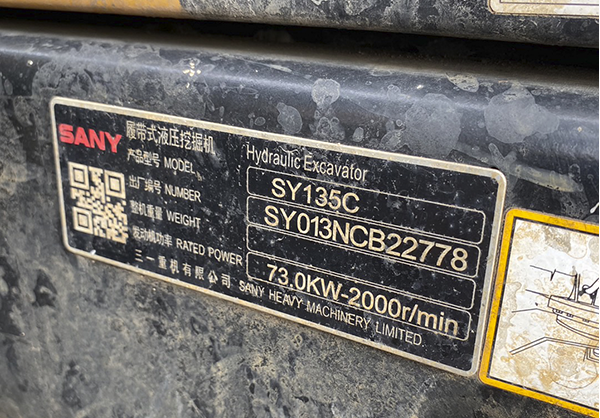 SANY 履带式液压挖掘机 Hydraulic Excavator
产品型号 MODEL SY135C
出厂编号 NUMBER SY013NCB22778
整机重量 WEIGHT
发动机功率 RATED POWER 73.0KW-2000r/min
三一重机有限公司 SANY HEAVY MACHINERY LIMITED.